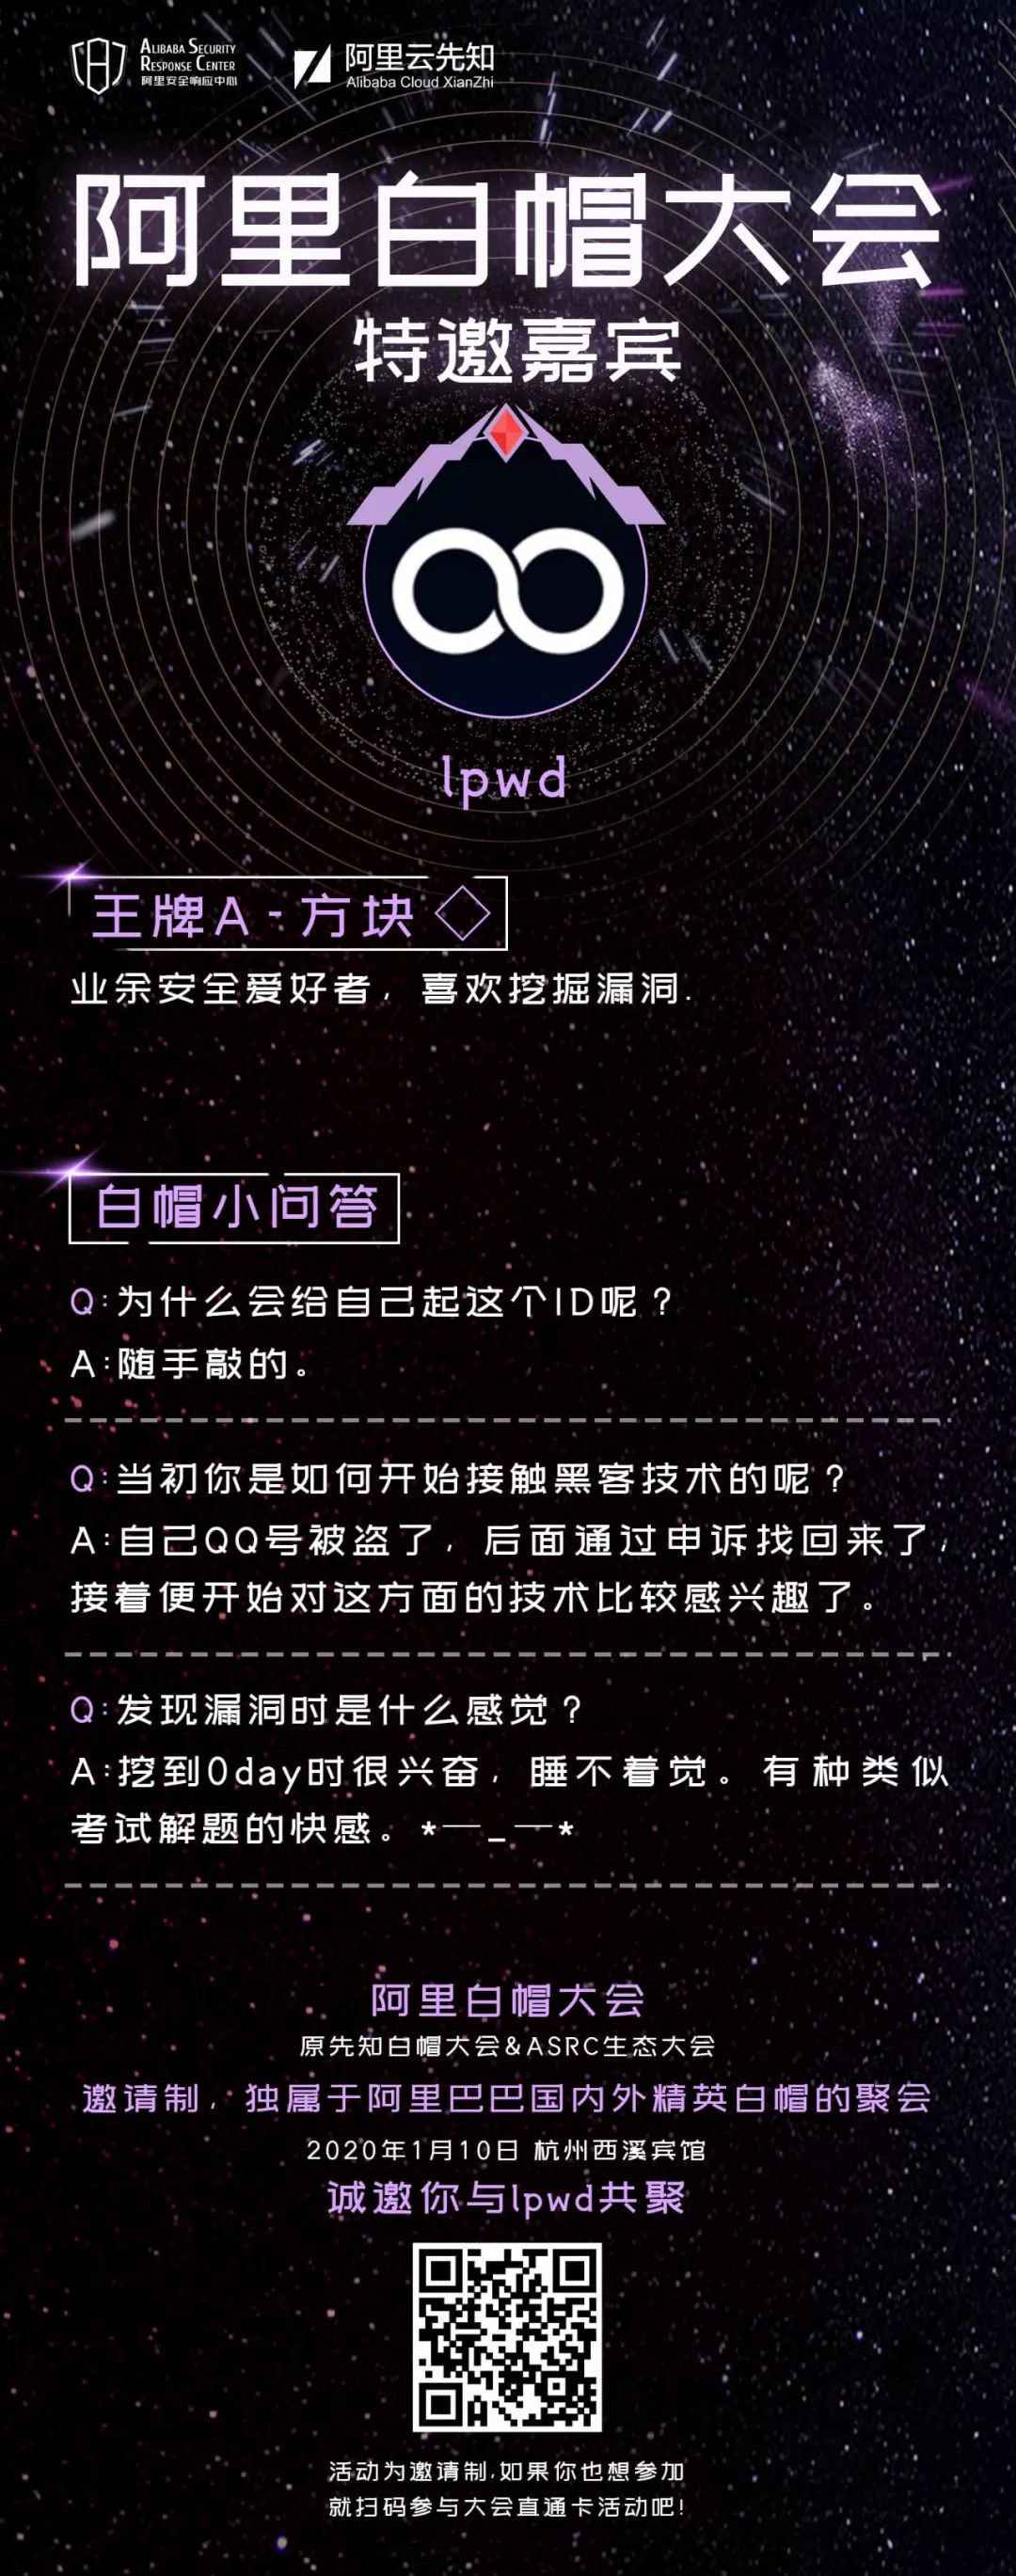 ALIBABA SECURITY
RESPONSE CENTER
阿里安全响应中心
阿里云先知
Alibaba Cloud XianZhi
阿里白帽大会
特邀嘉宾
lpwd
王牌A-方块
业余安全爱好者，喜欢挖掘漏洞.
白帽小问答
Q:为什么会给自己起这个ID呢？
A:随手敲的。
Q:当初你是如何开始接触黑客技术的呢？
A:自己QQ号被盗了，后面通过申诉找回来了，
接着便开始对这方面的技术比较感兴趣了。
Q:发现漏洞时是什么感觉？
A:挖到0day时很兴奋，睡不着觉。有种类似
考试解题的快感。*￣_￣*
阿里白帽大会
原先知白帽大会&ASRC生态大会
邀请制，独属于阿里巴巴国内外精英白帽的聚会
2020年1月10日 杭州西溪宾馆
诚邀你与lpwd共聚
活动为邀请制,如果你也想参加
就扫码参与大会直通卡活动吧!